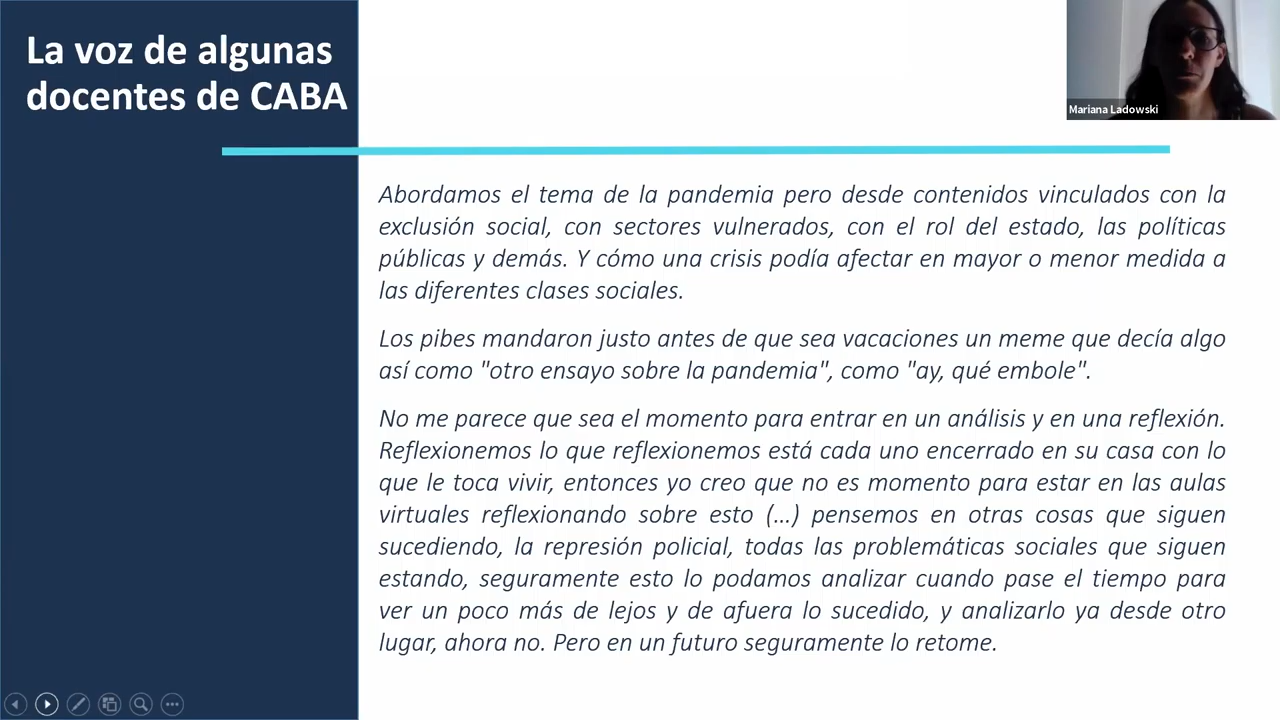 La voz de algunas
docentes de CABA
Mariana Ladowski
Abordamos el tema de la pandemia pero desde contenidos vinculados con la
exclusión social, con sectores vulnerados, con el rol del estado, las políticas
públicas y demás. Y cómo una crisis podía afectar en mayor o menor medida a
las diferentes clases sociales.
Los pibes mandaron justo antes de que sea vacaciones un meme que decía algo
así como "otro ensayo sobre la pandemia", como "ay, qué embole".
No me parece que sea el momento para entrar en un análisis y en una reflexión.
Reflexionemos lo que reflexionemos está cada uno encerrado en su casa con lo
que le toca vivir, entonces yo creo que no es momento para estar en las aulas
virtuales reflexionando sobre esto (…) pensemos en otras cosas que siguen
sucediendo, la represión policial, todas las problemáticas sociales que siguen
estando, seguramente esto lo podamos analizar cuando pase el tiempo para
ver un poco más de lejos y de afuera lo sucedido, y analizarlo ya desde otro
lugar, ahora no. Pero en un futuro seguramente lo retome.